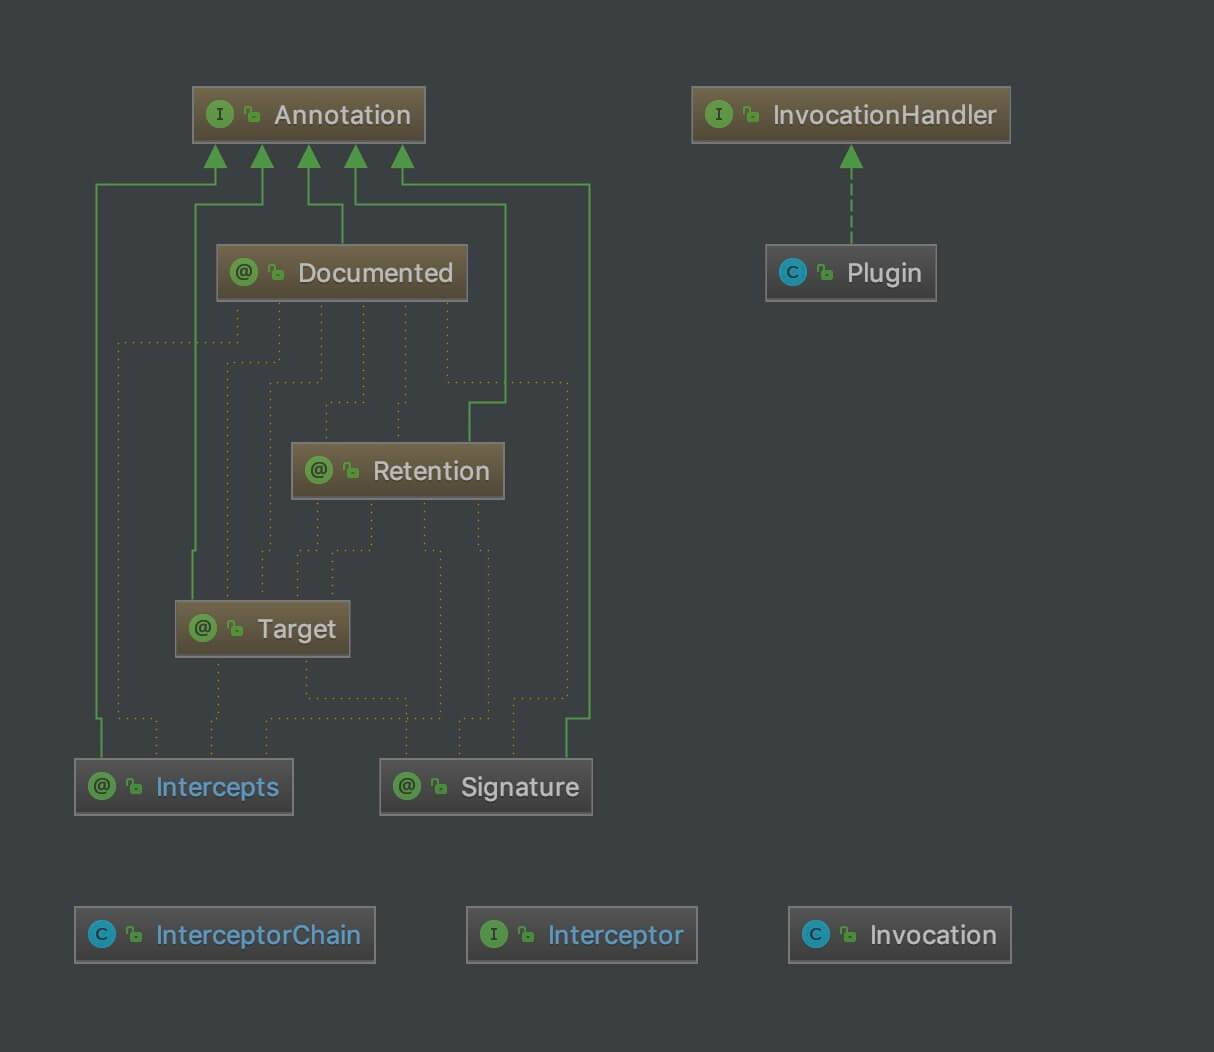 I Annotation
I InvocationHandler
@ Documented
C Plugin
@ Retention
@ Target
@ Intercepts
@ Signature
C InterceptorChain
I Interceptor
C Invocation